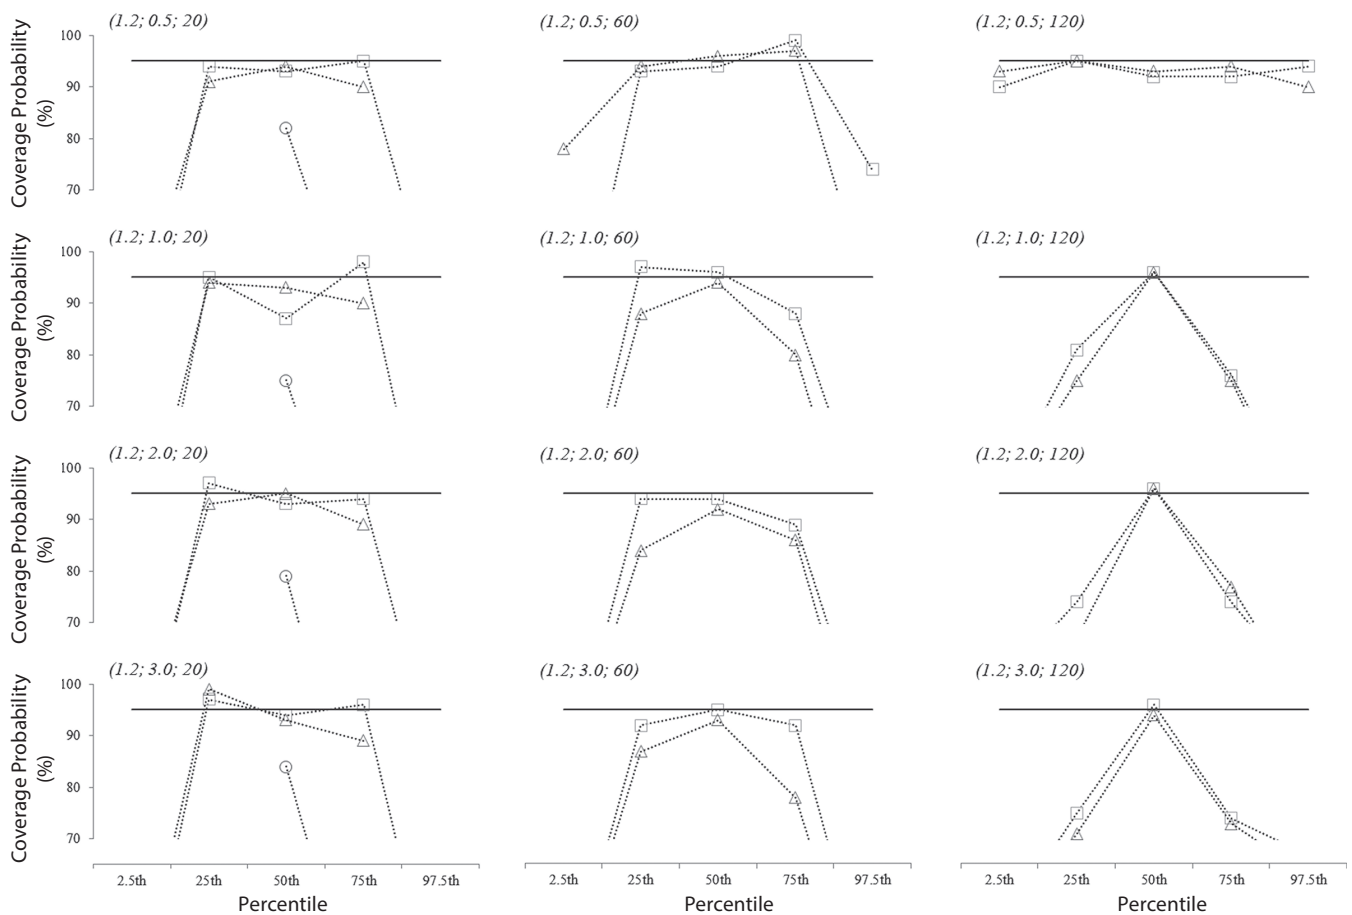 (1.2; 0.5; 20)
(1.2; 0.5; 60)
(1.2; 0.5; 120)
Coverage Probability
(%)
100
90
80
70
(1.2; 1.0; 20)
(1.2; 1.0; 60)
(1.2; 1.0; 120)
Coverage Probability
(%)
100
90
80
70
(1.2; 2.0; 20)
(1.2; 2.0; 60)
(1.2; 2.0; 120)
Coverage Probability
(%)
100
90
80
70
(1.2; 3.0; 20)
(1.2; 3.0; 60)
(1.2; 3.0; 120)
Coverage Probability
(%)
100
90
80
70
2.5th 25th 50th 75th 97.5th
2.5th 25th 50th 75th 97.5th
2.5th 25th 50th 75th 97.5th
Percentile
Percentile
Percentile